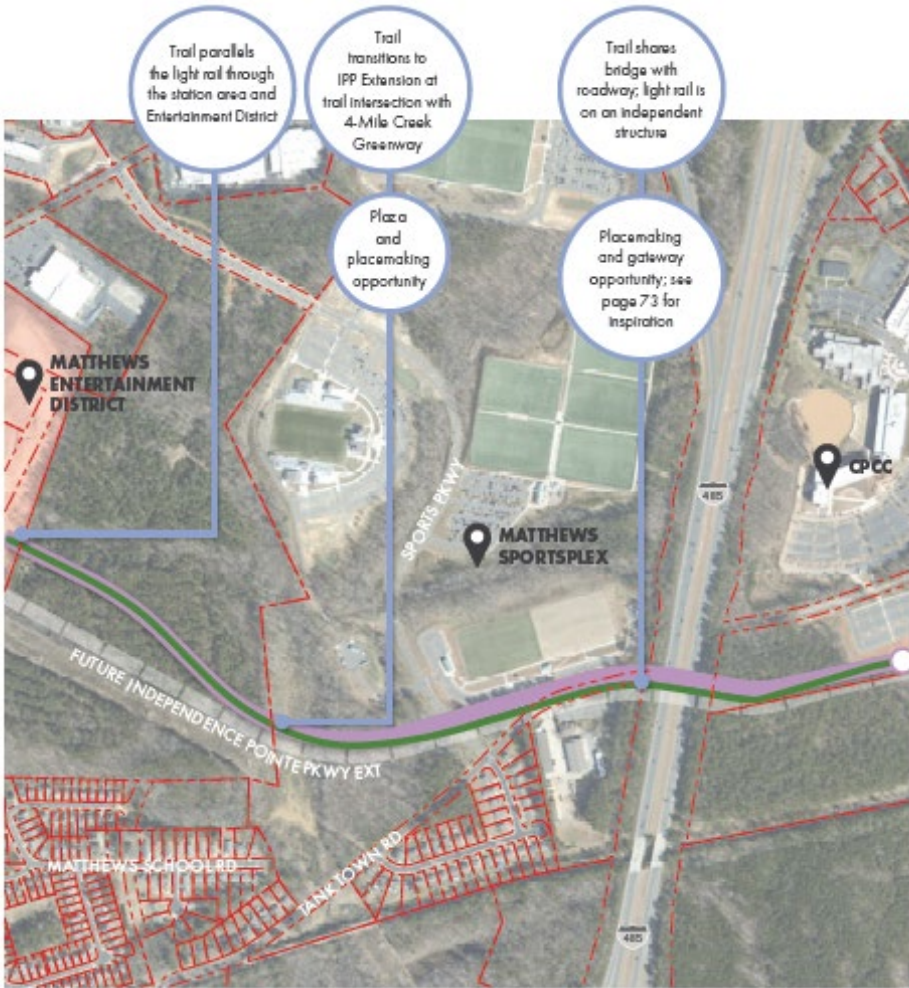 Trail parallels
the light rail through
the station area and
Entertainment District
Trail
transitions to
IPP Extension at
trail intersection with
4-Mile Creek
Greenway
Trail shares
bridge with
roadway; light rail is
on an independent
structure
Plaza
and
placemaking
opportunity
Placemaking
and gateway
opportunity; see
page 73 for
inspiration
MATTHEWS
ENTERTAINMENT
DISTRICT
CPCC
485
SPORTS PKWY
MATTHEWS
SPORTSPLEX
FUTURE INDEPENDENCE POINTE PKWY EXT
MATTHEWS SCHOOL RD
TANK TOWN RD
485